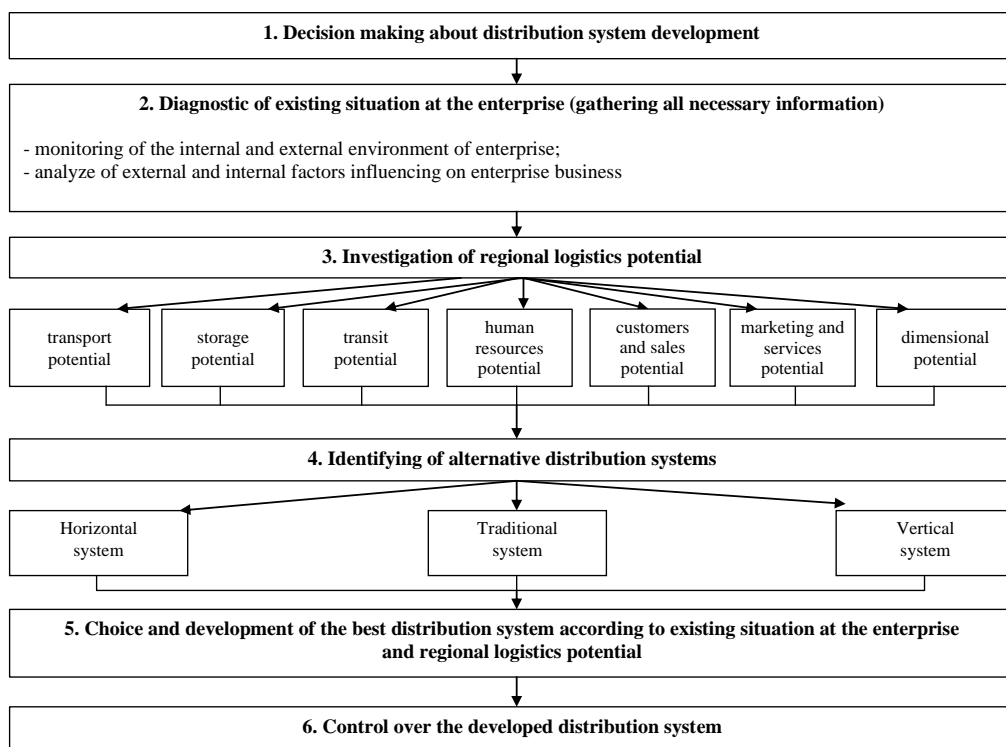 1. Decision making about distribution system development
2. Diagnostic of existing situation at the enterprise (gathering all necessary information)
- monitoring of the internal and external environment of enterprise;
- analyze of external and internal factors influencing on enterprise business
3. Investigation of regional logistics potential
transport
potential
storage
potential
transit
potential
human
resources
potential
customers
and sales
potential
marketing and
services
potential
dimensional
potential
4. Identifying of alternative distribution systems
Horizontal
system
Traditional
system
Vertical
system
5. Choice and development of the best distribution system according to existing situation at the enterprise
and regional logistics potential
6. Control over the developed distribution system